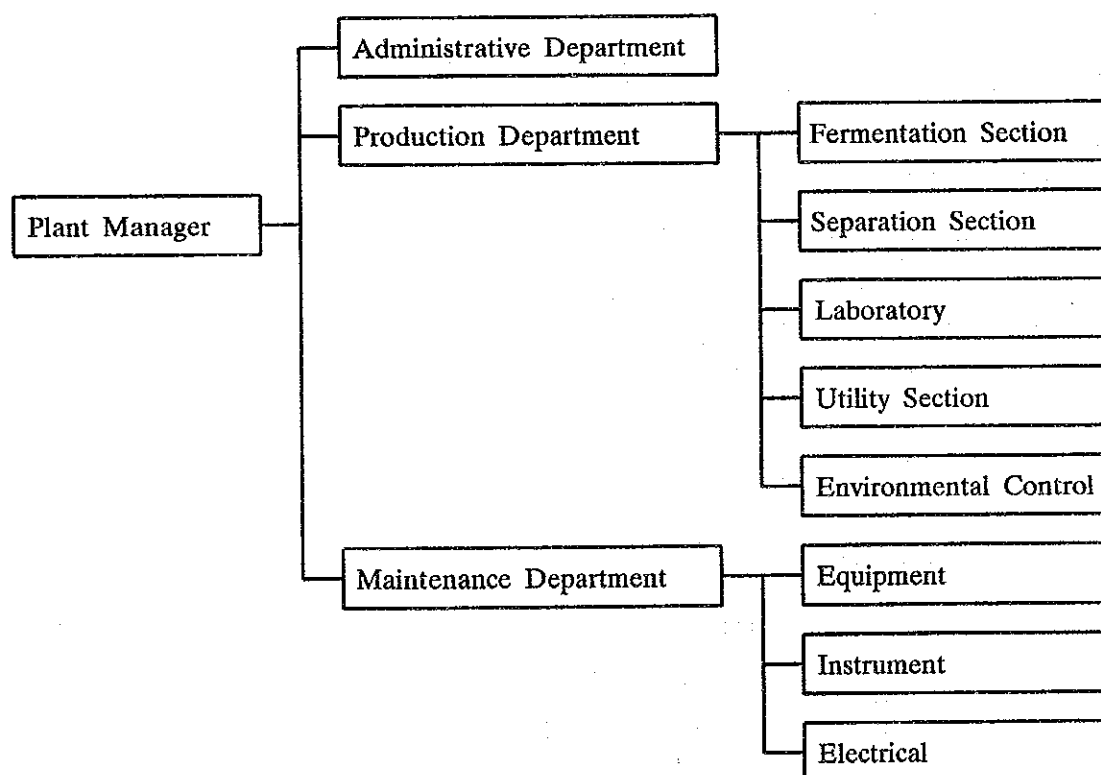 Administrative Department
Production Department
Fermentation Section
Plant Manager
Separation Section
Laboratory
Utility Section
Environmental Control
Maintenance Department
Equipment
Instrument
Electrical